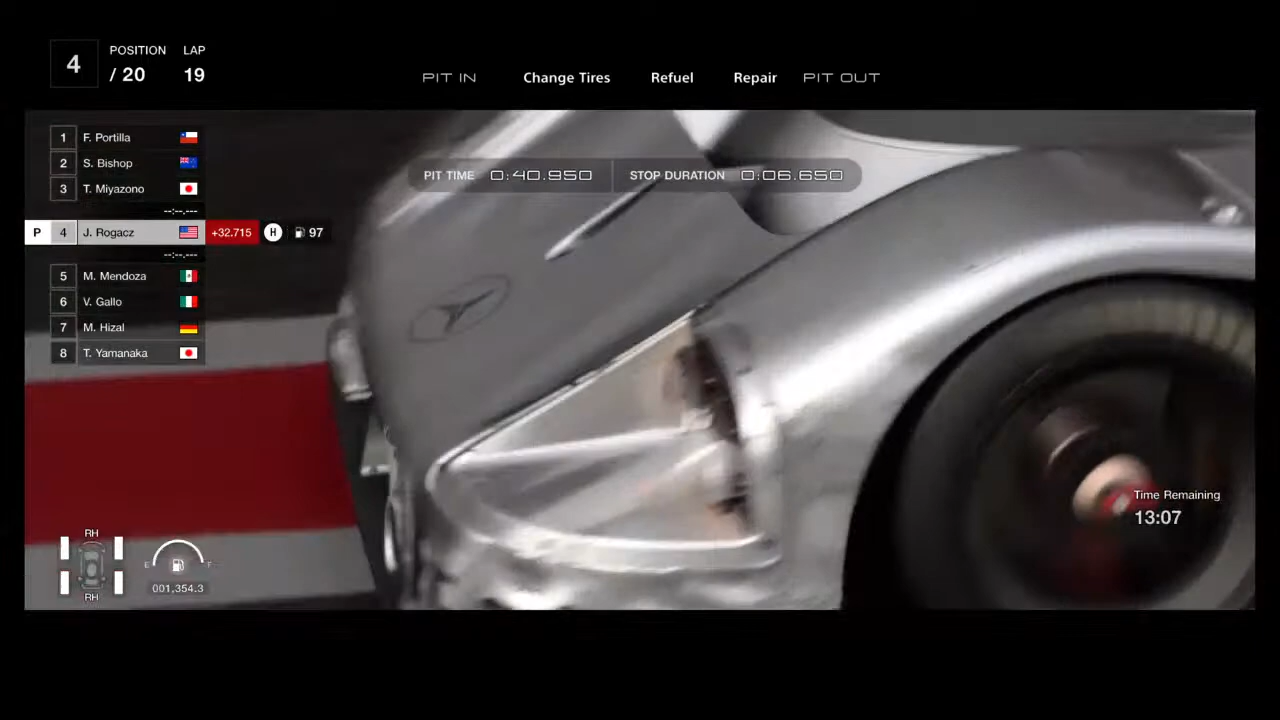 4
POSITION
/ 20
LAP
19
PIT IN
Change Tires
Refuel
Repair
PIT OUT
PIT TIME 0:40.950
STOP DURATION 0:06.650
1 F. Portilla
2 S. Bishop
3 T. Miyazono
--:--.---
P 4 J. Rogacz +32.715 H 97
--:--.---
5 M. Mendoza
6 V. Gallo
7 M. Hizal
8 T. Yamanaka
Time Remaining
13:07
RH
E F
001,354.3
RH